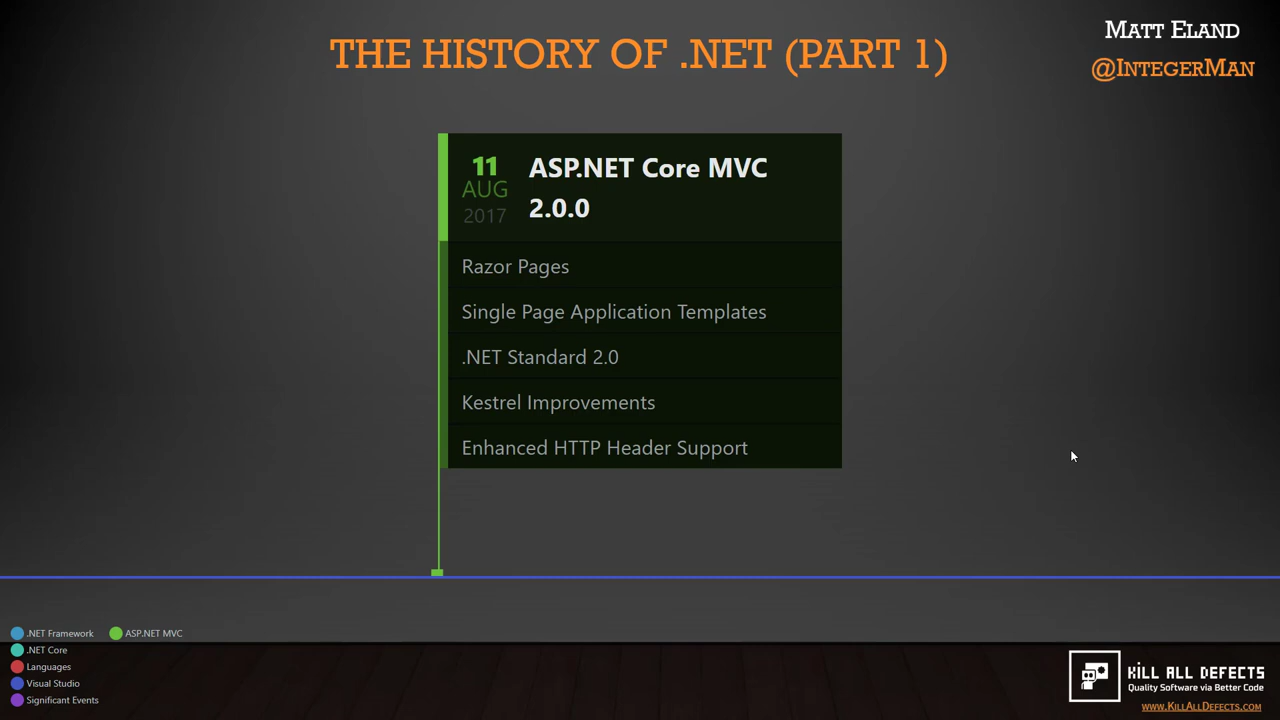 MATT ELAND
THE HISTORY OF .NET (PART 1)
@INTEGERMAN
11
AUG
2017
ASP.NET Core MVC
2.0.0
Razor Pages
Single Page Application Templates
.NET Standard 2.0
Kestrel Improvements
Enhanced HTTP Header Support
.NET Framework
ASP.NET MVC
.NET Core
Languages
Visual Studio
Significant Events
KILL ALL DEFECTS
Quality Software via Better Code
WWW.KILLALLDEFECTS.COM